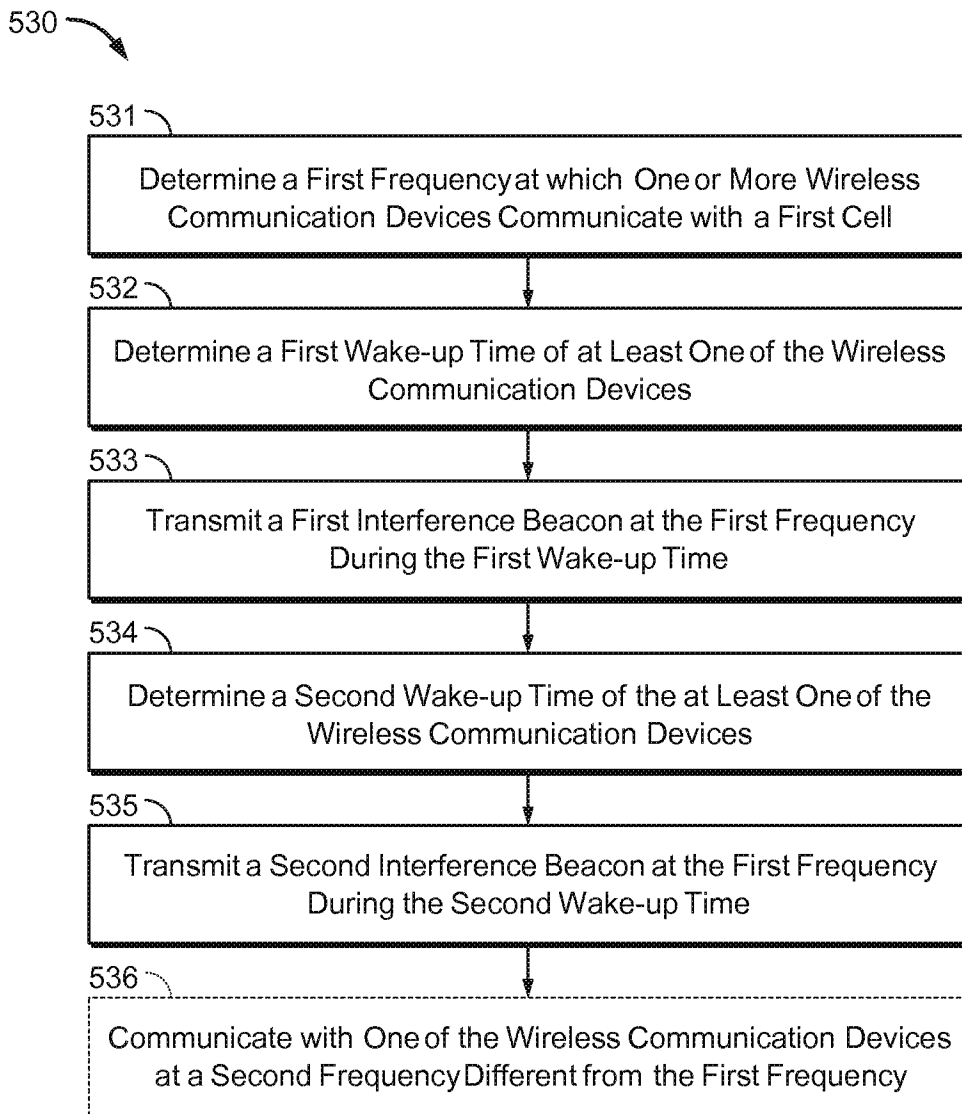 530
531
Determine a First Frequency at which One or More Wireless
Communication Devices Communicate with a First Cell
532
Determine a First Wake-up Time of at Least One of the Wireless
Communication Devices
533
Transmit a First Interference Beacon at the First Frequency
During the First Wake-up Time
534
Determine a Second Wake-up Time of the at Least One of the
Wireless Communication Devices
535
Transmit a Second Interference Beacon at the First Frequency
During the Second Wake-up Time
536
Communicate with One of the Wireless Communication Devices
at a Second Frequency Different from the First Frequency